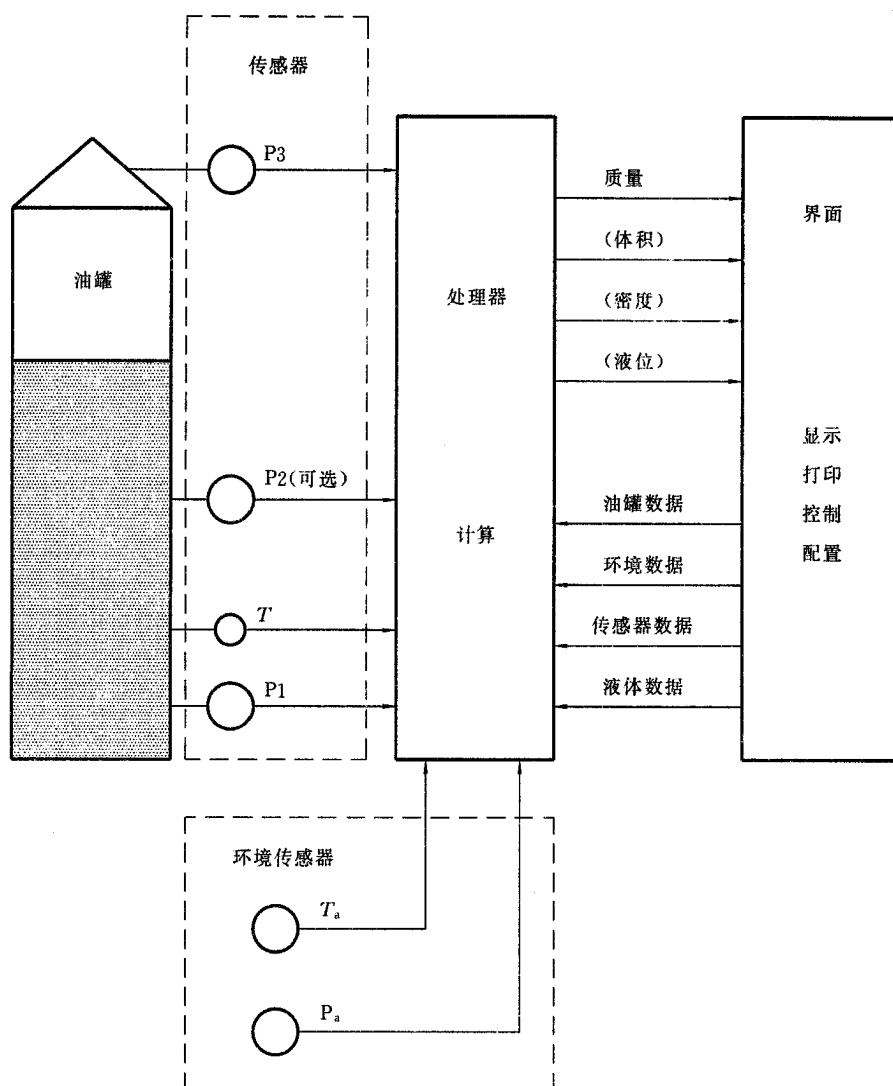 传感器
P3
油罐
P2(可选)
T
P1
处理器
计算
质量
(体积)
(密度)
(液位)
油罐数据
环境数据
传感器数据
液体数据
界面
显示
打印
控制
配置
环境传感器
Ta
Pa